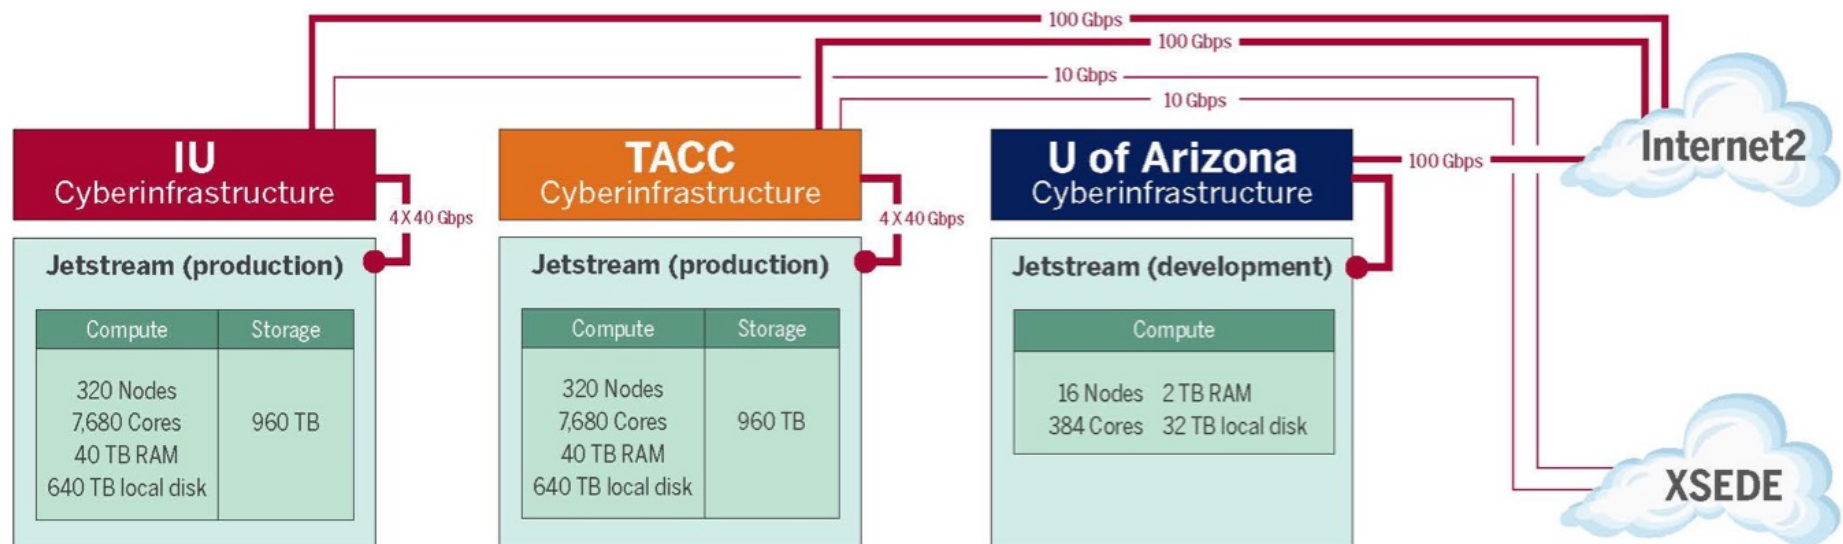 100 Gbps
100 Gbps
10 Gbps
10 Gbps
IU
Cyberinfrastructure
4 X 40 Gbps
TACC
Cyberinfrastructure
4 X 40 Gbps
U of Arizona
Cyberinfrastructure
100 Gbps
Internet2
Jetstream (production)
Compute Storage
320 Nodes
7,680 Cores
40 TB RAM
640 TB local disk
960 TB
Jetstream (production)
Compute Storage
320 Nodes
7,680 Cores
40 TB RAM
640 TB local disk
960 TB
Jetstream (development)
Compute
16 Nodes 2 TB RAM
384 Cores 32 TB local disk
XSEDE